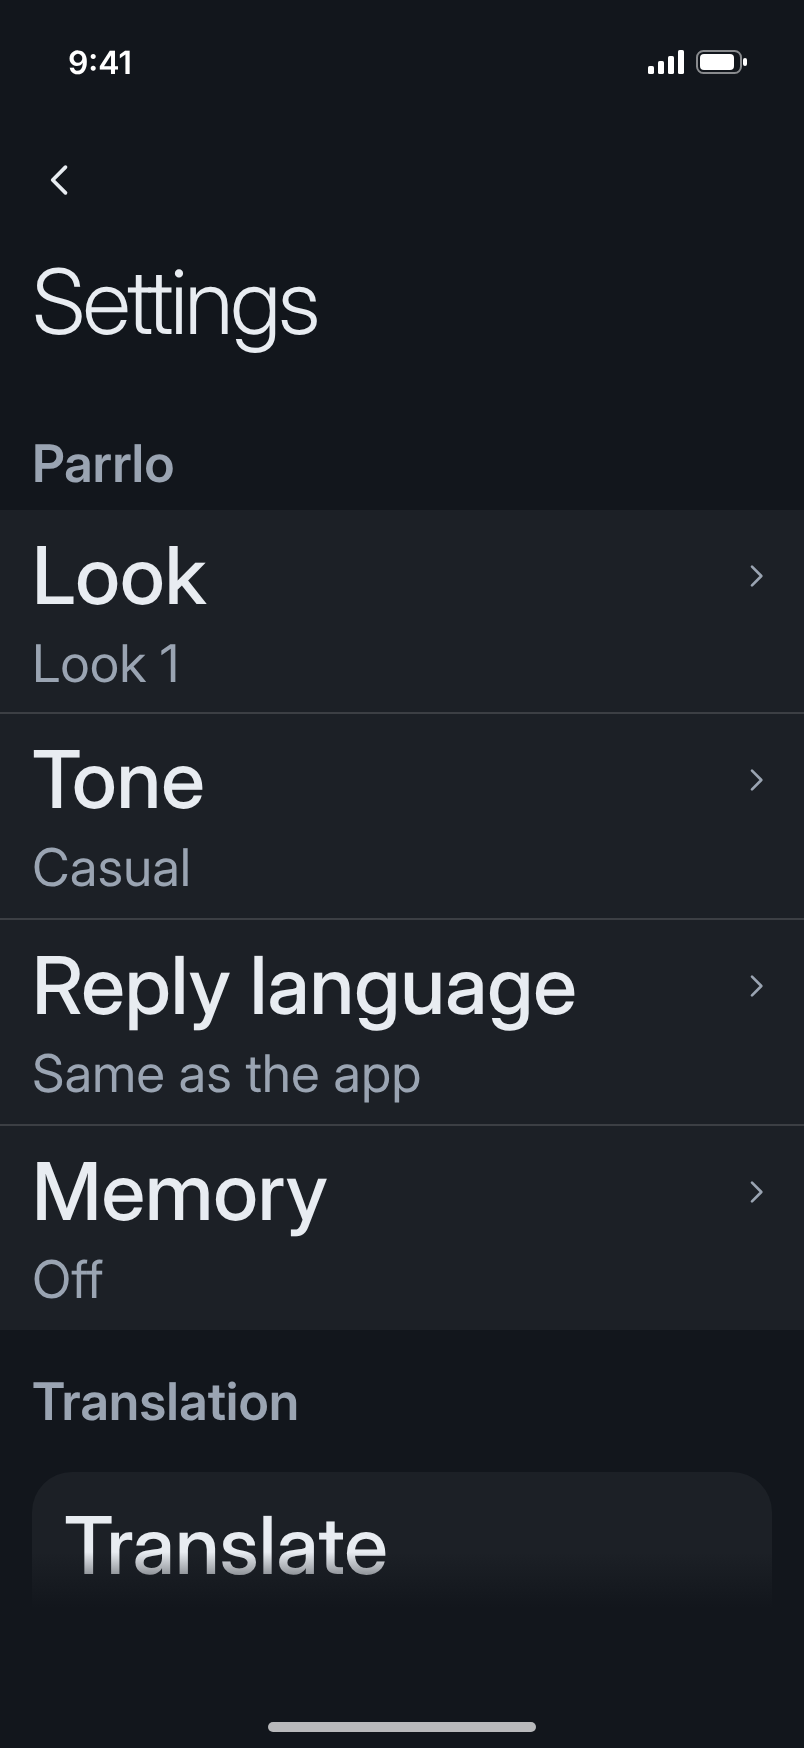 9:41
Settings
Parrlo
Look
Look 1
Tone
Casual
Reply language
Same as the app
Memory
Off
Translation
Translate